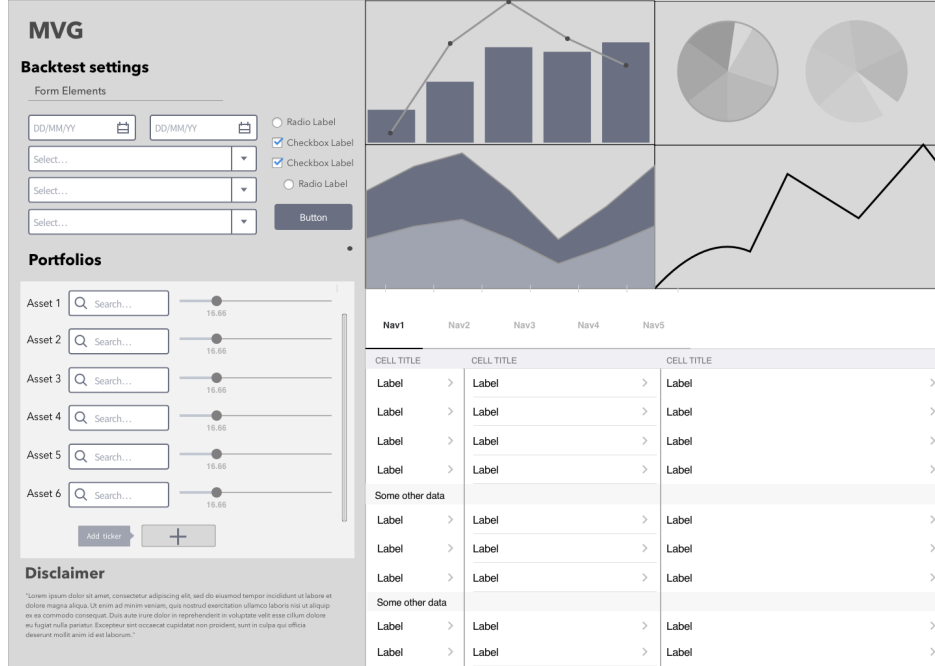 MVG
Backtest settings
Form Elements
DD/MM/YY
DD/MM/YY
Radio Label
Checkbox Label
Select...
Checkbox Label
Select...
Radio Label
Select...
Button
Portfolios
Asset 1
Search...
16.66
Asset 2
Search...
16.66
Asset 3
Search...
16.66
Asset 4
Search...
16.66
Asset 5
Search...
16.66
Asset 6
Search...
16.66
Add ticker
Disclaimer
"Lorem ipsum dolor sit amet, consectetur adipiscing elit, sed do eiusmod tempor incididunt ut labore et
dolore magna aliqua. Ut enim ad minim veniam, quis nostrud exercitation ullamco laboris nisi ut aliquip
ex ea commodo consequat. Duis aute irure dolor in reprehenderit in voluptate velit esse cillum dolore
eu fugiat nulla pariatur. Excepteur sint occaecat cupidatat non proident, sunt in culpa qui officia
deserunt mollit anim id est laborum."
Nav1 Nav2 Nav3 Nav4 Nav5
CELL TITLE CELL TITLE CELL TITLE
Label Label Label
Label Label Label
Label Label Label
Label Label Label
Some other data
Label Label Label
Label Label Label
Label Label Label
Some other data
Label Label Label
Label Label Label